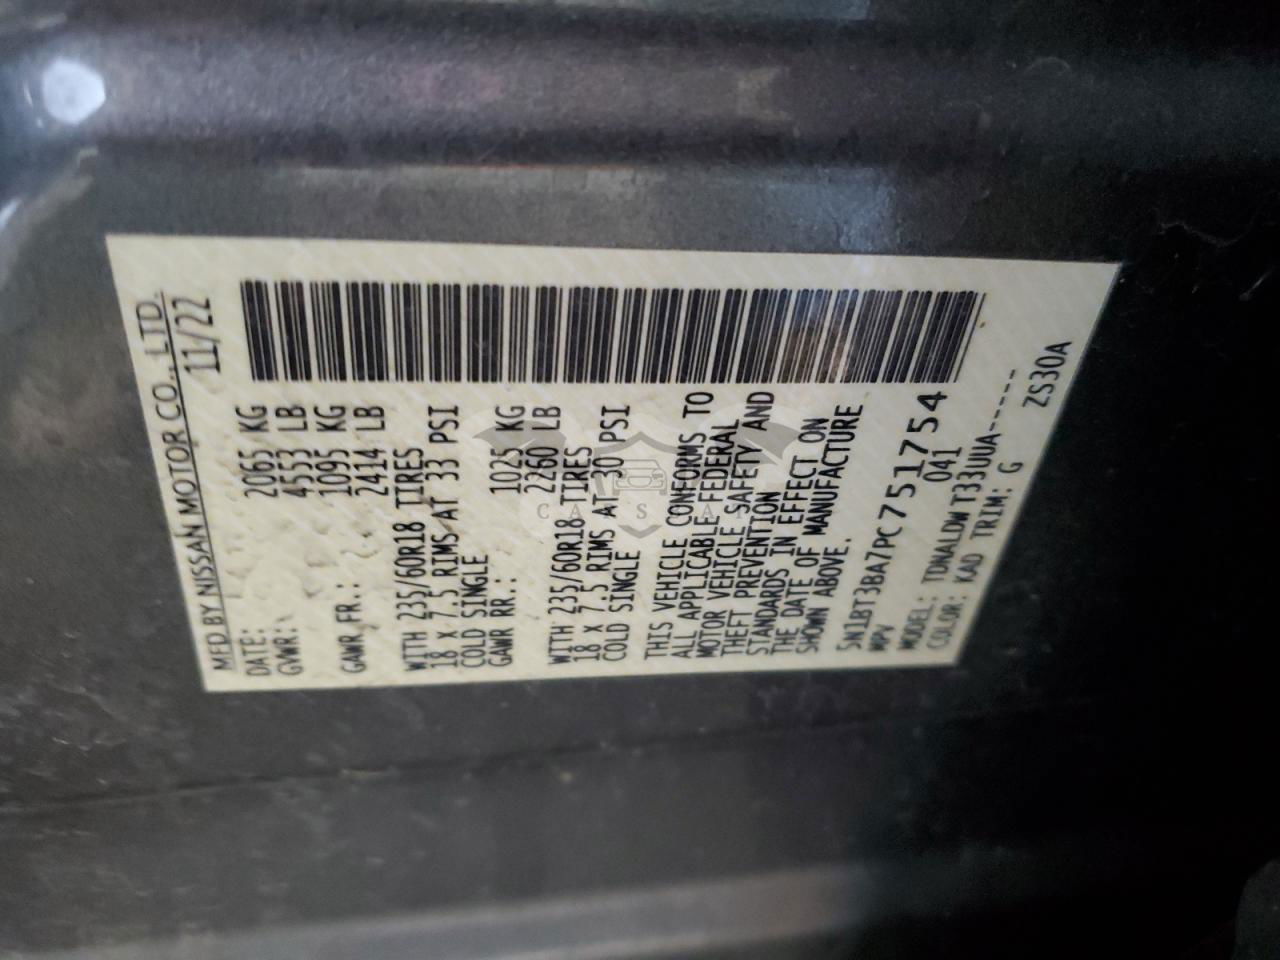 MFD BY NISSAN MOTOR CO., LTD.
DATE: 11/22
GVWR: 2065 KG
4553 LB
GAWR FR.: 1095 KG
2414 LB
WITH 235/60R18 TIRES
18 X 7.5 RIMS AT 33 PSI
COLD SINGLE
GAWR RR.: 1025 KG
2260 LB
WITH 235/60R18 TIRES
18 X 7.5 RIMS AT 30 PSI
COLD SINGLE
THIS VEHICLE CONFORMS TO
ALL APPLICABLE FEDERAL
MOTOR VEHICLE SAFETY AND
THEFT PREVENTION
STANDARDS IN EFFECT ON
THE DATE OF MANUFACTURE
SHOWN ABOVE.
5N1BT3BA7PC751754
MPV 041
MODEL: TDNALDW T33UUA-----
COLOR: KAD TRIM: G ZS30A